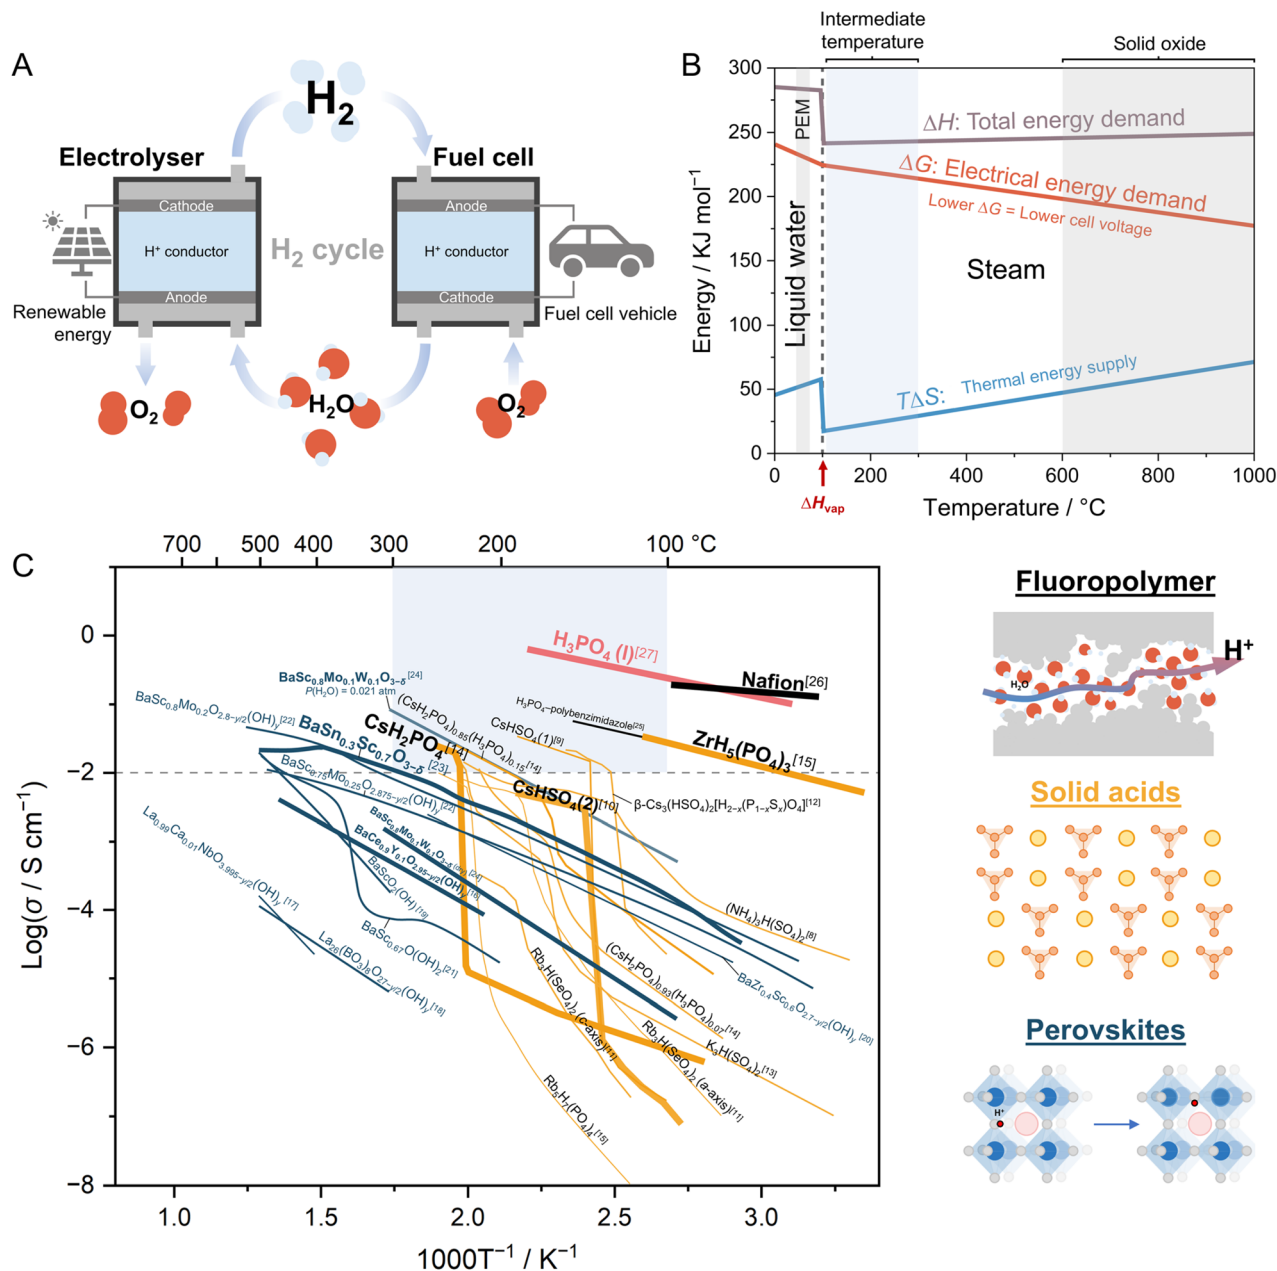 A
H₂
Electrolyser
Fuel cell
Cathode
H⁺ conductor
Anode
Anode
H⁺ conductor
Cathode
H₂ cycle
Renewable
energy
Fuel cell vehicle
O₂
H₂O
O₂
B
Intermediate
temperature
Solid oxide
Energy / KJ mol⁻¹
300
250
200
150
100
50
0
PEM
Liquid water
ΔH: Total energy demand
ΔG: Electrical energy demand
Lower ΔG = Lower cell voltage
Steam
TΔS: Thermal energy supply
0
200
400
600
800
1000
ΔH_vap
Temperature / °C
C
700
500
400
300
200
100 °C
Log(σ / S cm⁻¹)
0
−2
−4
−6
−8
H₃PO₄ (l)[27]
Nafion[26]
BaSc₀.₈Mo₀.₁W₀.₁O₃₋δ[24]
P(H₂O) = 0.021 atm
BaSc₀.₈Mo₀.₂O₂.₈₋y/₂(OH)y[22]
BaSn₀.₃Sc₀.₇O₃₋δ[23]
CsH₂PO₄[14]
(CsH₂PO₄)₀.₈₅(H₃PO₄)₀.₁₅[14]
H₃PO₄–polybenzimidazole[25]
CsHSO₄(1)[9]
ZrH₅(PO₄)₃[15]
BaSc₀.₇₅Mo₀.₂₅O₂.₈₇₅₋y/₂(OH)y[22]
CsHSO₄(2)[10]
β-Cs₃(HSO₄)₂[H₂₋ₓ(P₁₋ₓSₓ)O₄][12]
La₀.₉₉Ca₀.₀₁NbO₃.₉₉₅₋y/₂(OH)y[17]
BaSc₀.₈Mo₀.₁W₀.₁O₃₋δ(dry)[24]
BaCe₀.₉Y₀.₁O₂.₉₅₋y/₂(OH)y[16]
BaScO₂(OH)[19]
BaSc₀.₆₇O(OH)₂[21]
La₂₆(BO₃)₈O₂₇₋y/₂(OH)y[18]
(NH₄)₃H(SO₄)₂[8]
BaZr₀.₄Sc₀.₆O₂.₇₋y/₂(OH)y[20]
(CsH₂PO₄)₀.₉₃(H₃PO₄)₀.₀₇[14]
Rb₃H(SeO₄)₂ (c-axis)[11]
Rb₃H(SeO₄)₂ (a-axis)[11]
K₃H(SO₄)₂[13]
Rb₅H₇(PO₄)₄[15]
1.0
1.5
2.0
2.5
3.0
1000T⁻¹ / K⁻¹
Fluoropolymer
H₂O
H⁺
Solid acids
Perovskites
H⁺